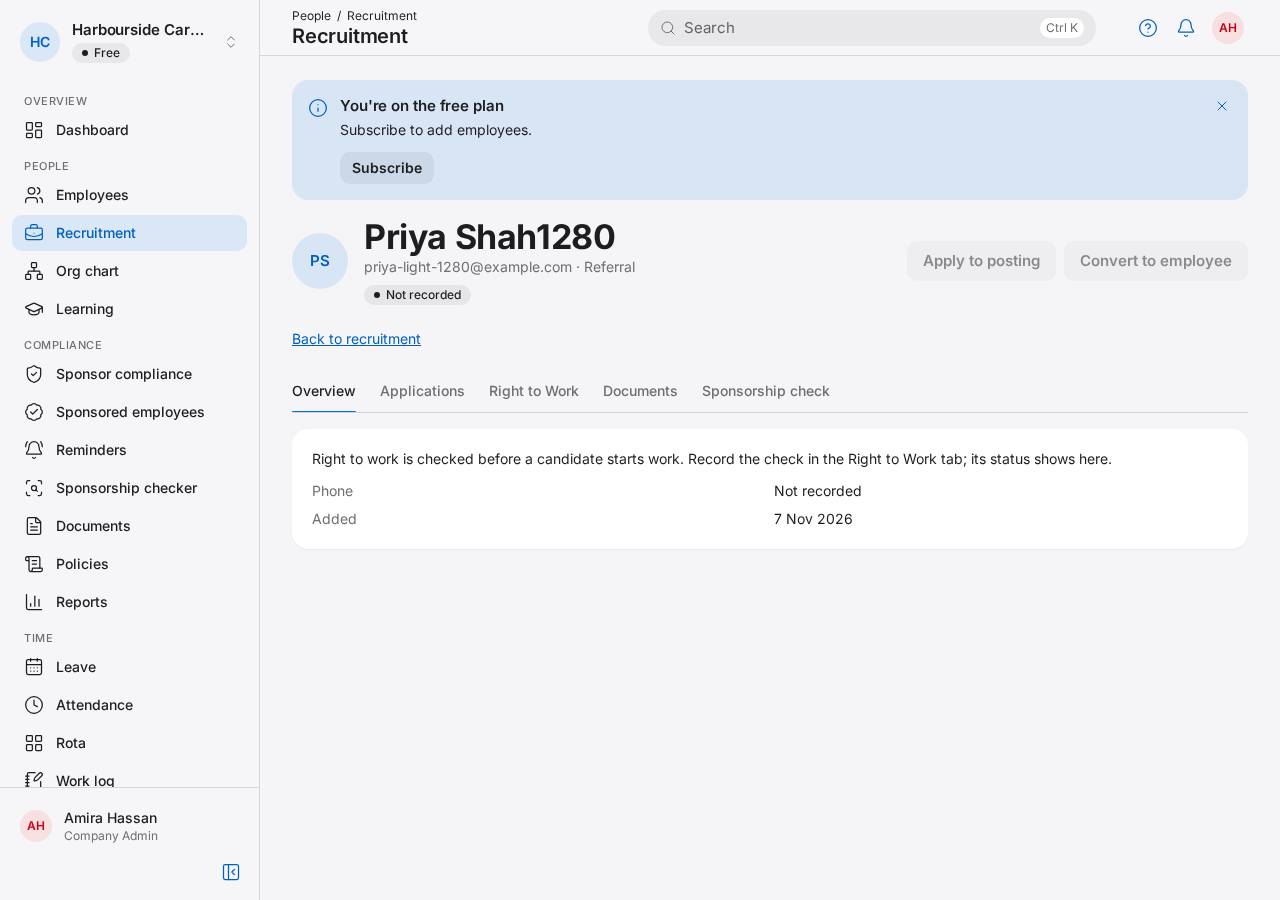 HC
Harbourside Car...
Free
OVERVIEW
Dashboard
PEOPLE
Employees
Recruitment
Org chart
Learning
COMPLIANCE
Sponsor compliance
Sponsored employees
Reminders
Sponsorship checker
Documents
Policies
Reports
TIME
Leave
Attendance
Rota
Work log
AH
Amira Hassan
Company Admin
People / Recruitment
Recruitment
Search
Ctrl K
AH
You're on the free plan
Subscribe to add employees.
Subscribe
PS
Priya Shah1280
priya-light-1280@example.com · Referral
Not recorded
Apply to posting
Convert to employee
Back to recruitment
Overview
Applications
Right to Work
Documents
Sponsorship check
Right to work is checked before a candidate starts work. Record the check in the Right to Work tab; its status shows here.
Phone
Not recorded
Added
7 Nov 2026